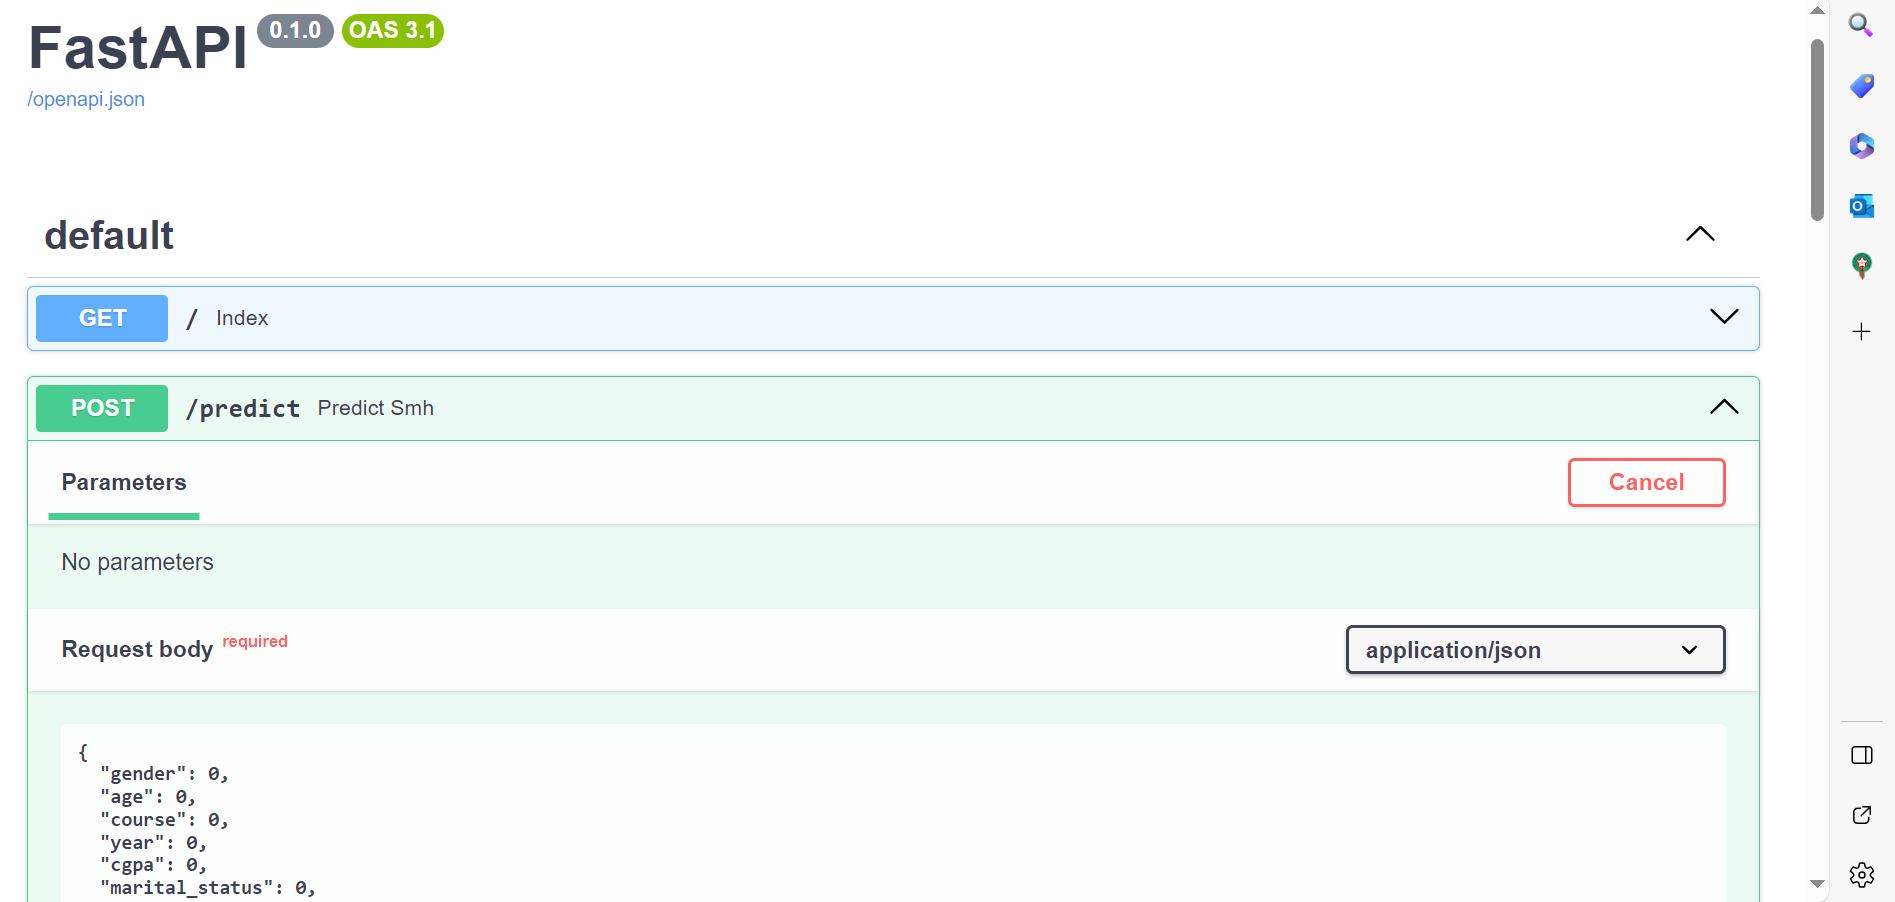 FastAPI 0.1.0 OAS 3.1
/openapi.json
default
GET / Index
POST /predict Predict Smh
Parameters
Cancel
No parameters
Request body required
application/json
{
"gender": 0,
"age": 0,
"course": 0,
"year": 0,
"cgpa": 0,
"marital_status": 0,